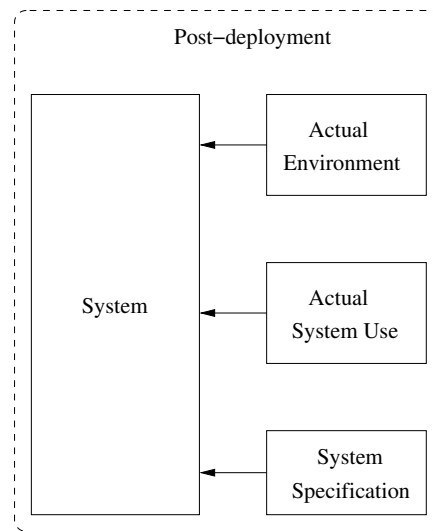 Post−deployment
Actual
Environment
System
Actual
System Use
System
Specification